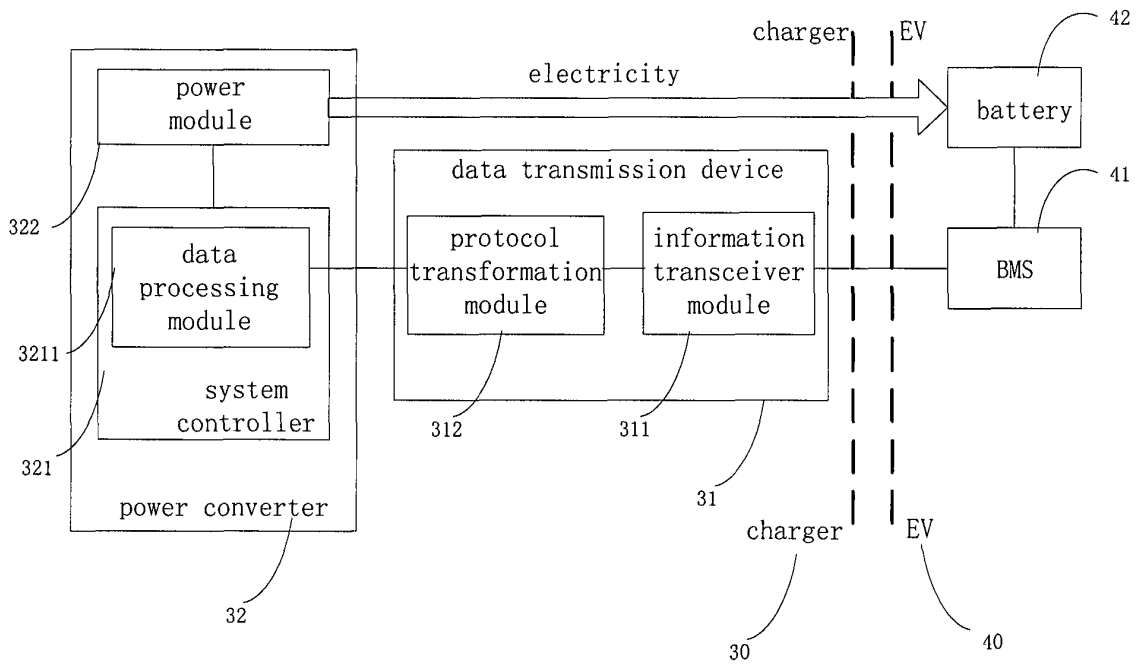 42
charger
EV
electricity
power
module
battery
data transmission device
41
322
data
processing
module
protocol
transformation
module
information
transceiver
module
BMS
3211
system
controller
321
312
311
31
power converter
charger
EV
32
30
40